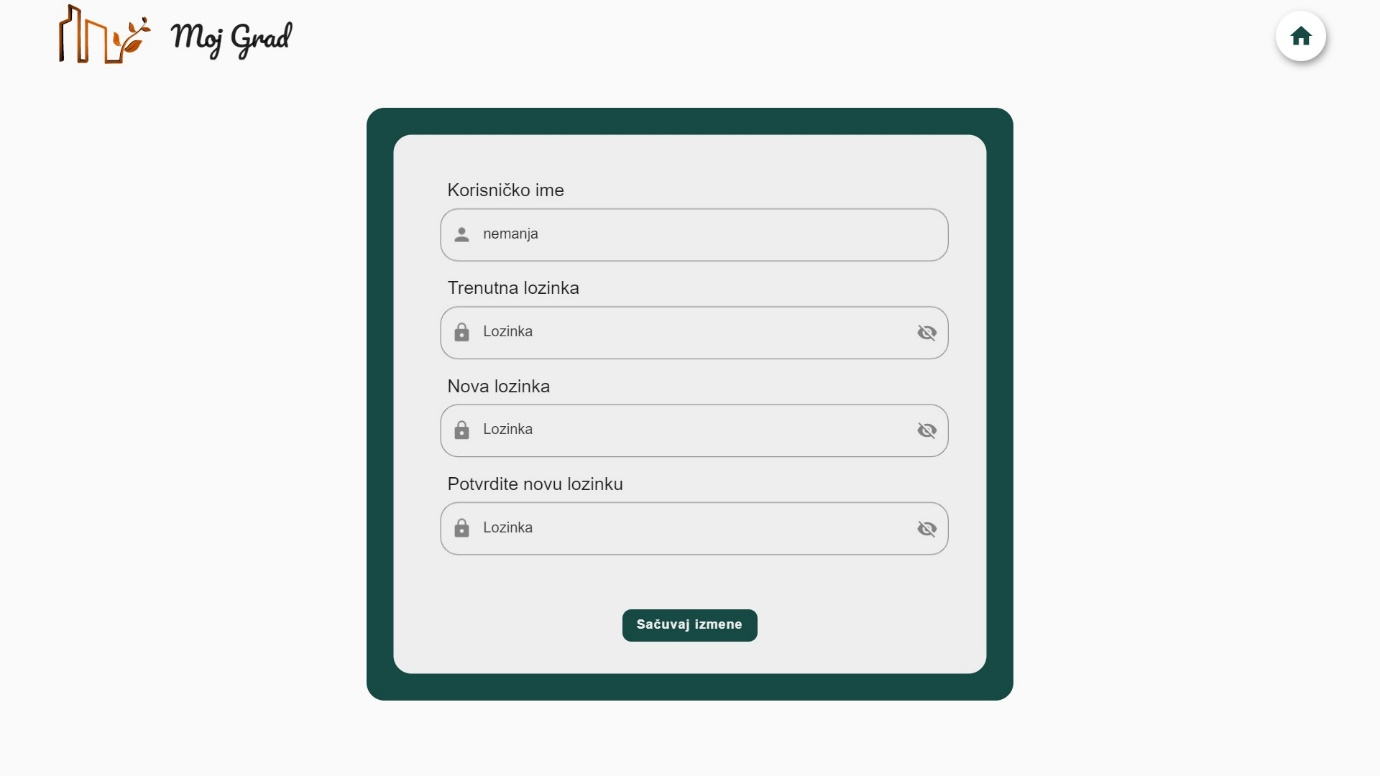 Moj Grad
Korisničko ime
nemanja
Trenutna lozinka
Lozinka
Nova lozinka
Lozinka
Potvrdite novu lozinku
Lozinka
Sačuvaj izmene